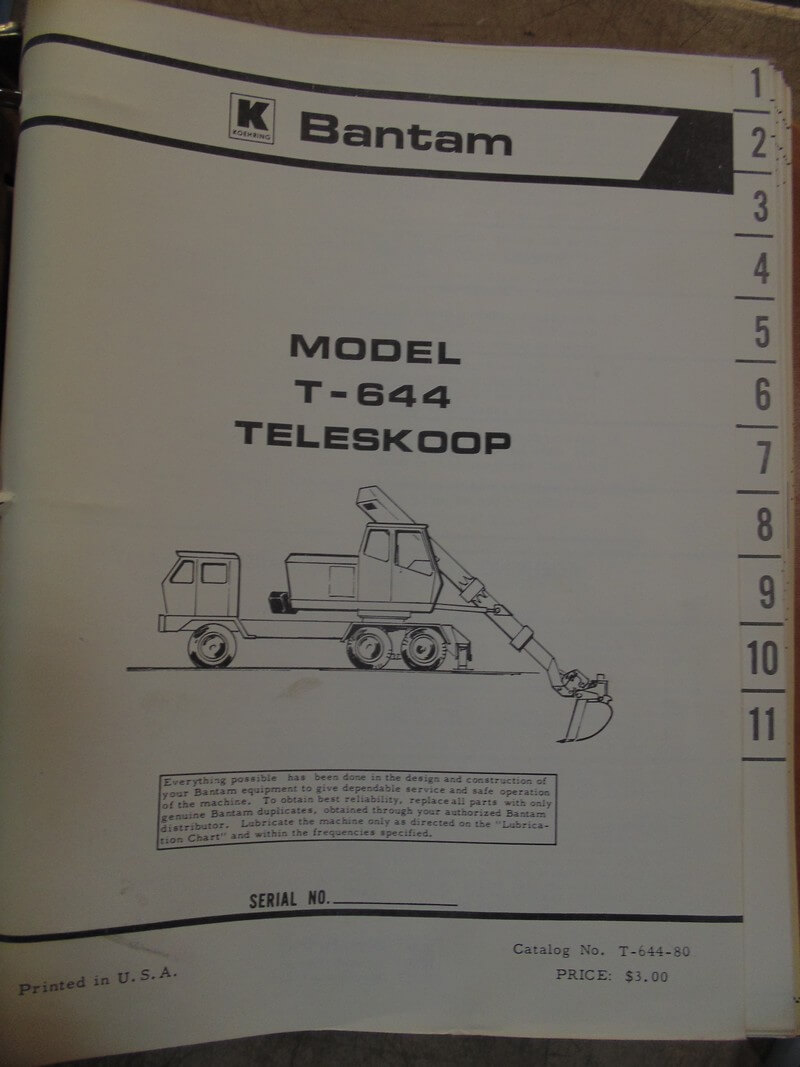 K
KOEHRING
Bantam
MODEL
T-644
TELESKOOP
Everything possible has been done in the design and construction of
your Bantam equipment to give dependable service and safe operation
of the machine. To obtain best reliability, replace all parts with only
genuine Bantam duplicates, obtained through your authorized Bantam
distributor. Lubricate the machine only as directed on the "Lubrica-
tion Chart" and within the frequencies specified.
SERIAL NO.
Catalog No. T-644-80
Printed in U.S.A.
PRICE: $3.00
1
2
3
4
5
6
7
8
9
10
11